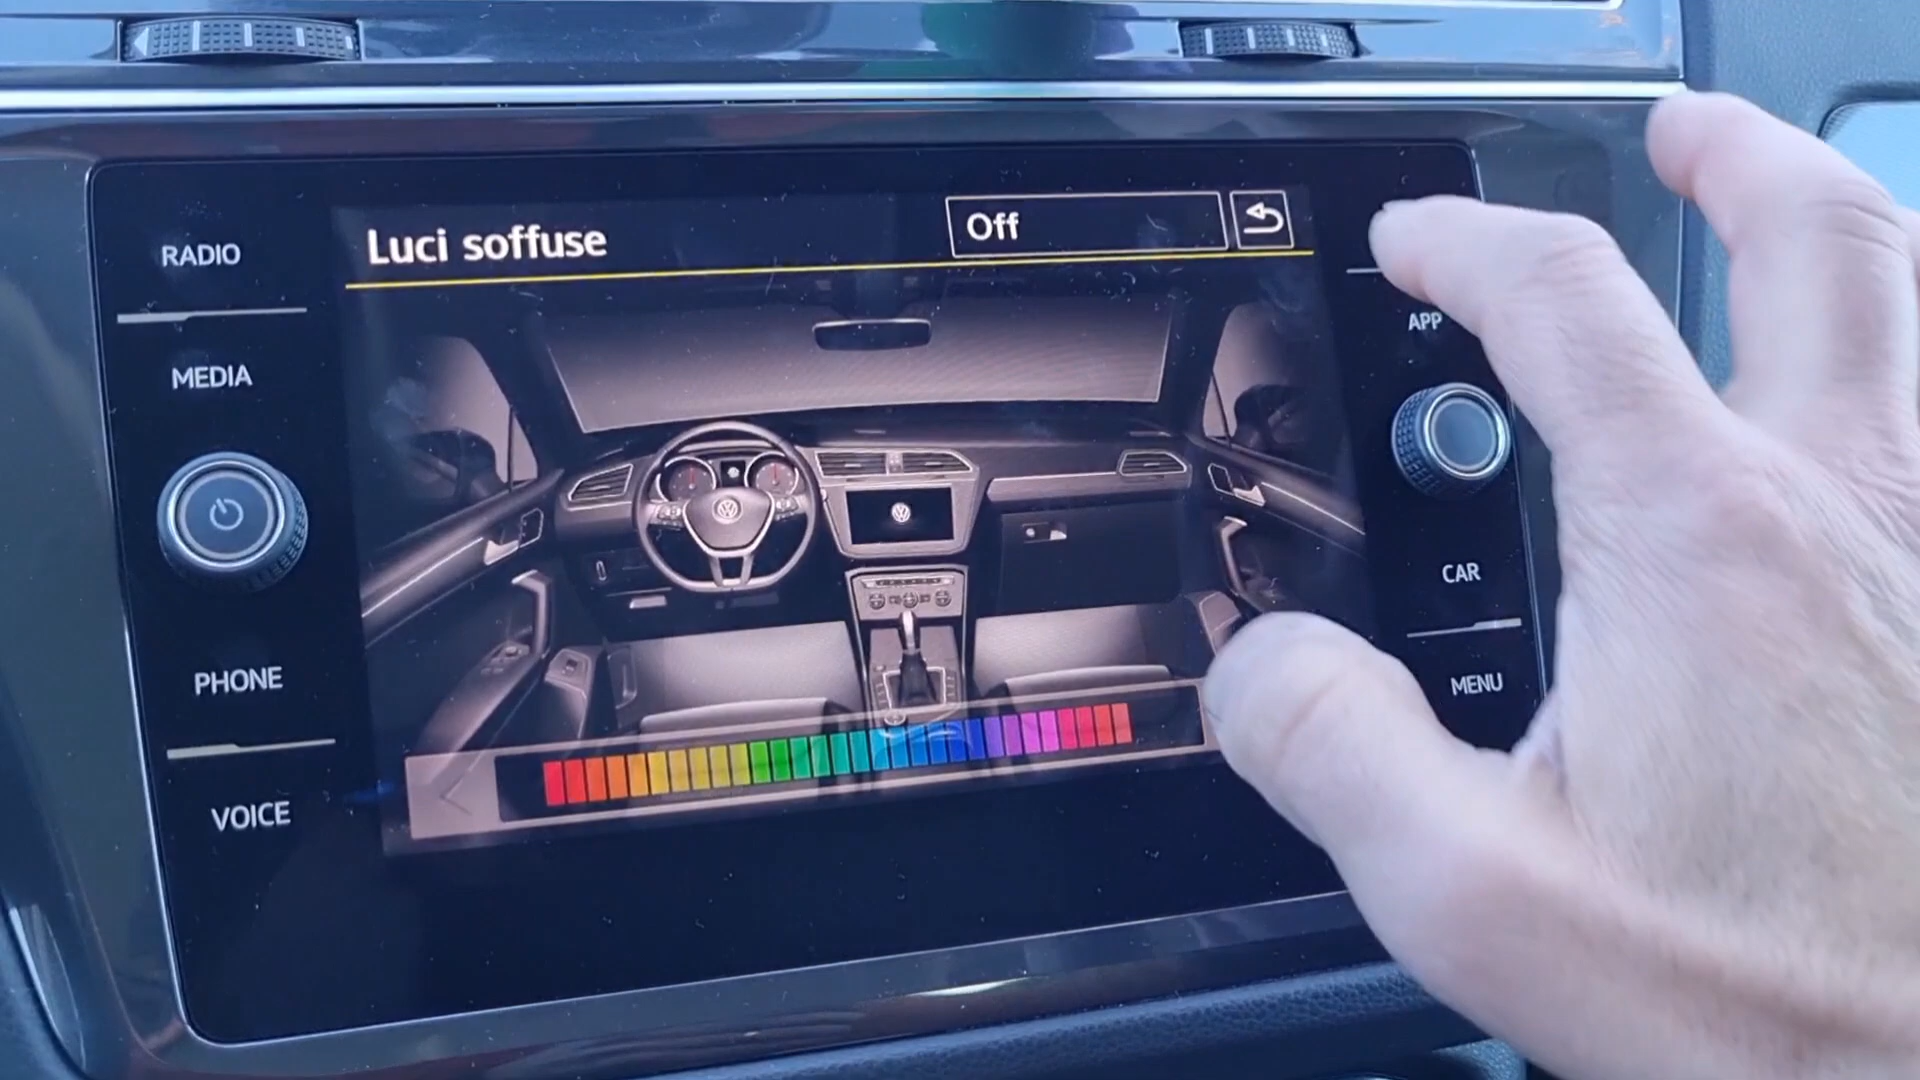 RADIO
MEDIA
PHONE
VOICE
Luci soffuse
Off
APP
CAR
MENU